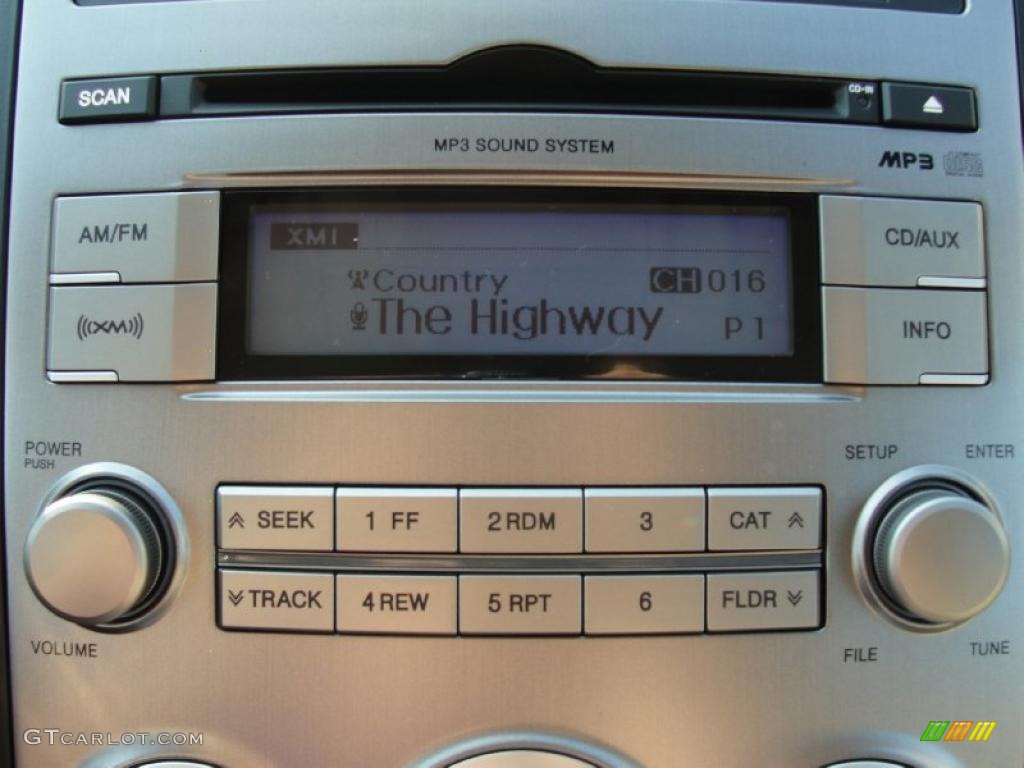 SCAN
CD-IN
MP3 SOUND SYSTEM
MP3
AM/FM
CD/AUX
XM1
Country CH 016
The Highway P1
((XM))
INFO
POWER
PUSH
SETUP ENTER
SEEK 1 FF 2 RDM 3 CAT
TRACK 4 REW 5 RPT 6 FLDR
VOLUME
FILE TUNE
GTCARLOT.COM